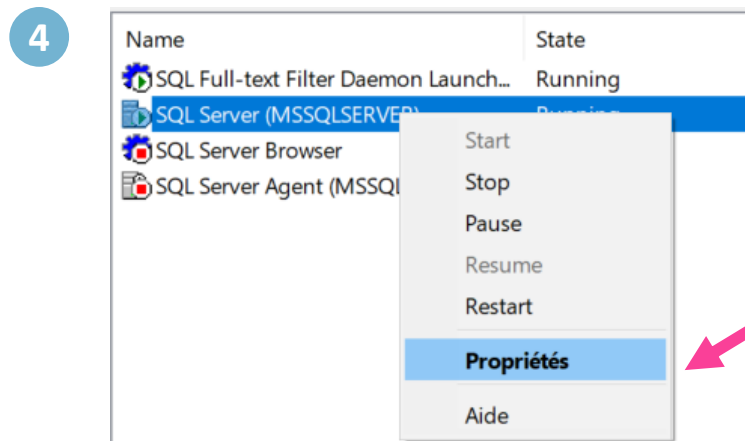 4
Name State
SQL Full-text Filter Daemon Launch... Running
SQL Server (MSSQLSERVER) Running
SQL Server Browser
SQL Server Agent (MSSQL
Start
Stop
Pause
Resume
Restart
Propriétés
Aide